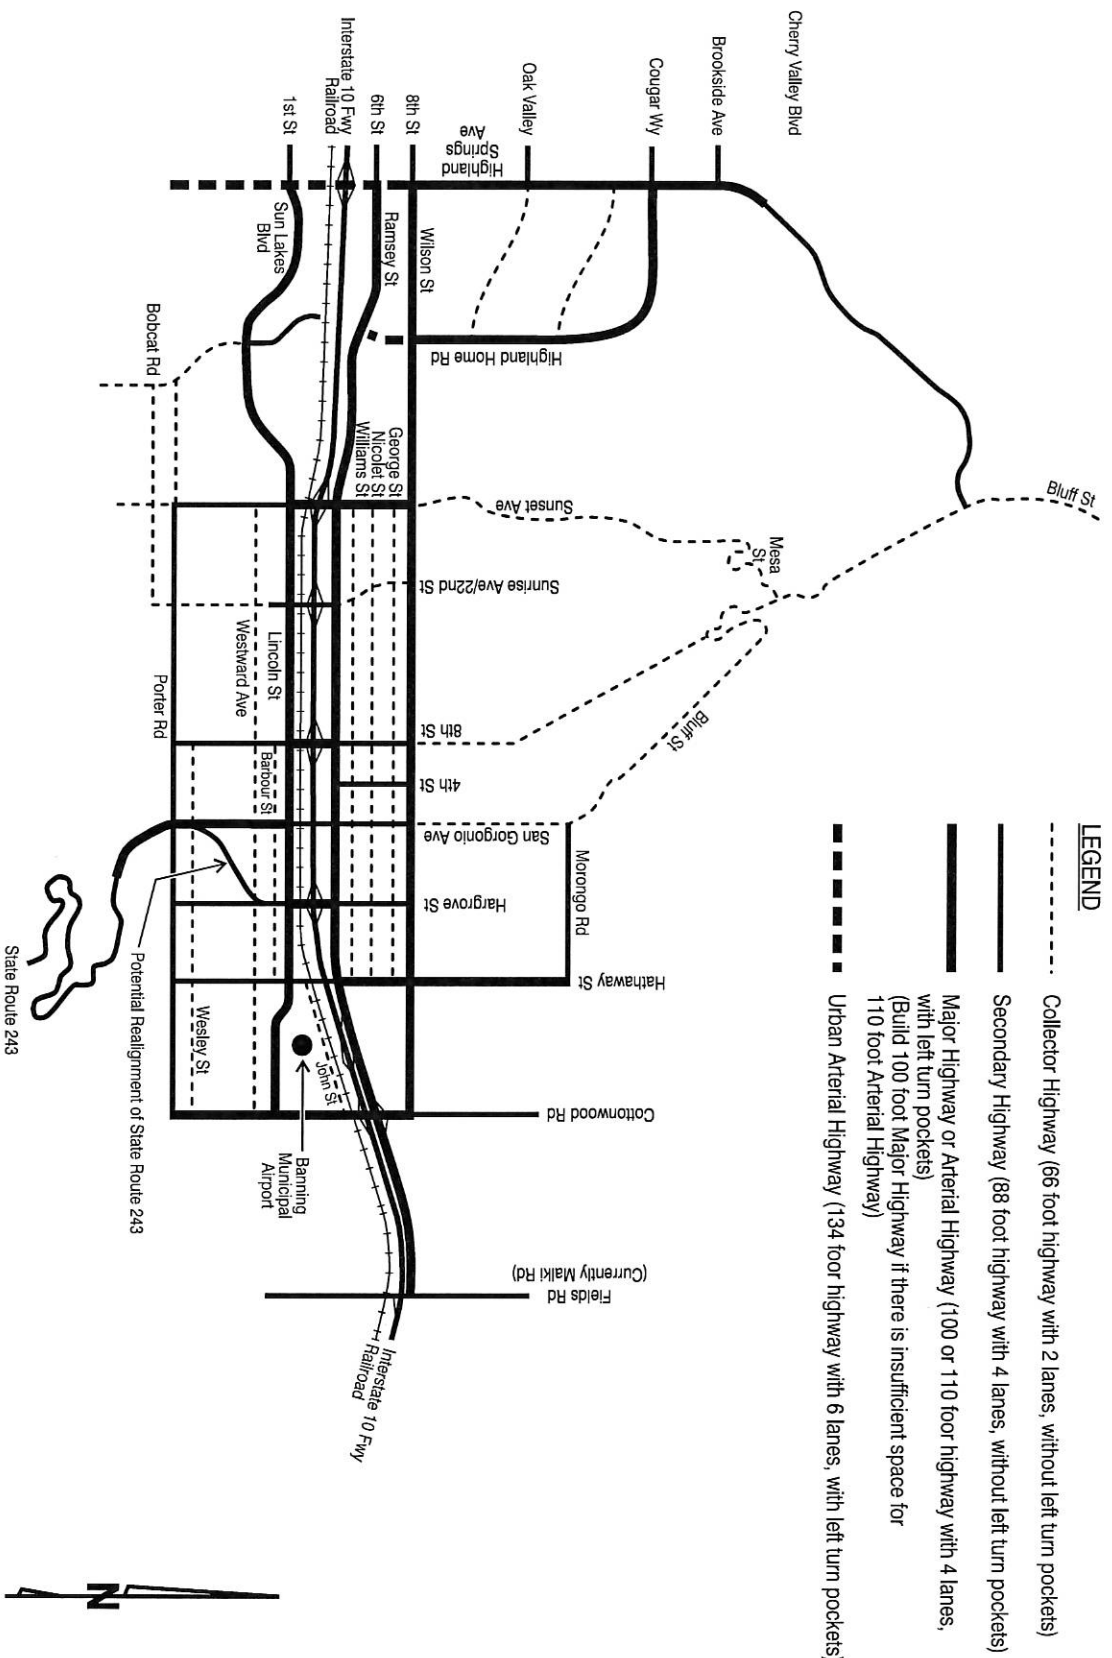 LEGEND
Collector Highway (66 foot highway with 2 lanes, without left turn pockets)
Secondary Highway (88 foot highway with 4 lanes, without left turn pockets)
Major Highway or Arterial Highway (100 or 110 foor highway with 4 lanes,
with left turn pockets)
(Build 100 foot Major Highway if there is insufficient space for
110 foot Arterial Highway)
Urban Arterial Highway (134 foor highway with 6 lanes, with left turn pockets)
Cherry Valley Blvd
Brookside Ave
Cougar Wy
Oak Valley
8th St
6th St
Interstate 10 Fwy
Railroad
1st St
Highland
Springs
Ave
Wilson St
Ramsey St
Sun Lakes
Blvd
Highland Home Rd
Bobcat Rd
George St
Nicolet St
Williams St
Sunset Ave
Bluff St
Mesa
St
Sunrise Ave/22nd St
Lincoln St
Westward Ave
Porter Rd
8th St
Bluff St
4th St
Barbour St
San Gorgonio Ave
Morongo Rd
Hargrove St
Hathaway St
Potential Realignment of State Route 243
State Route 243
Wesley St
John St
Cottonwood Rd
Banning
Municipal
Airport
Fields Rd
(Currently Malki Rd)
Interstate 10 Fwy
Railroad
N